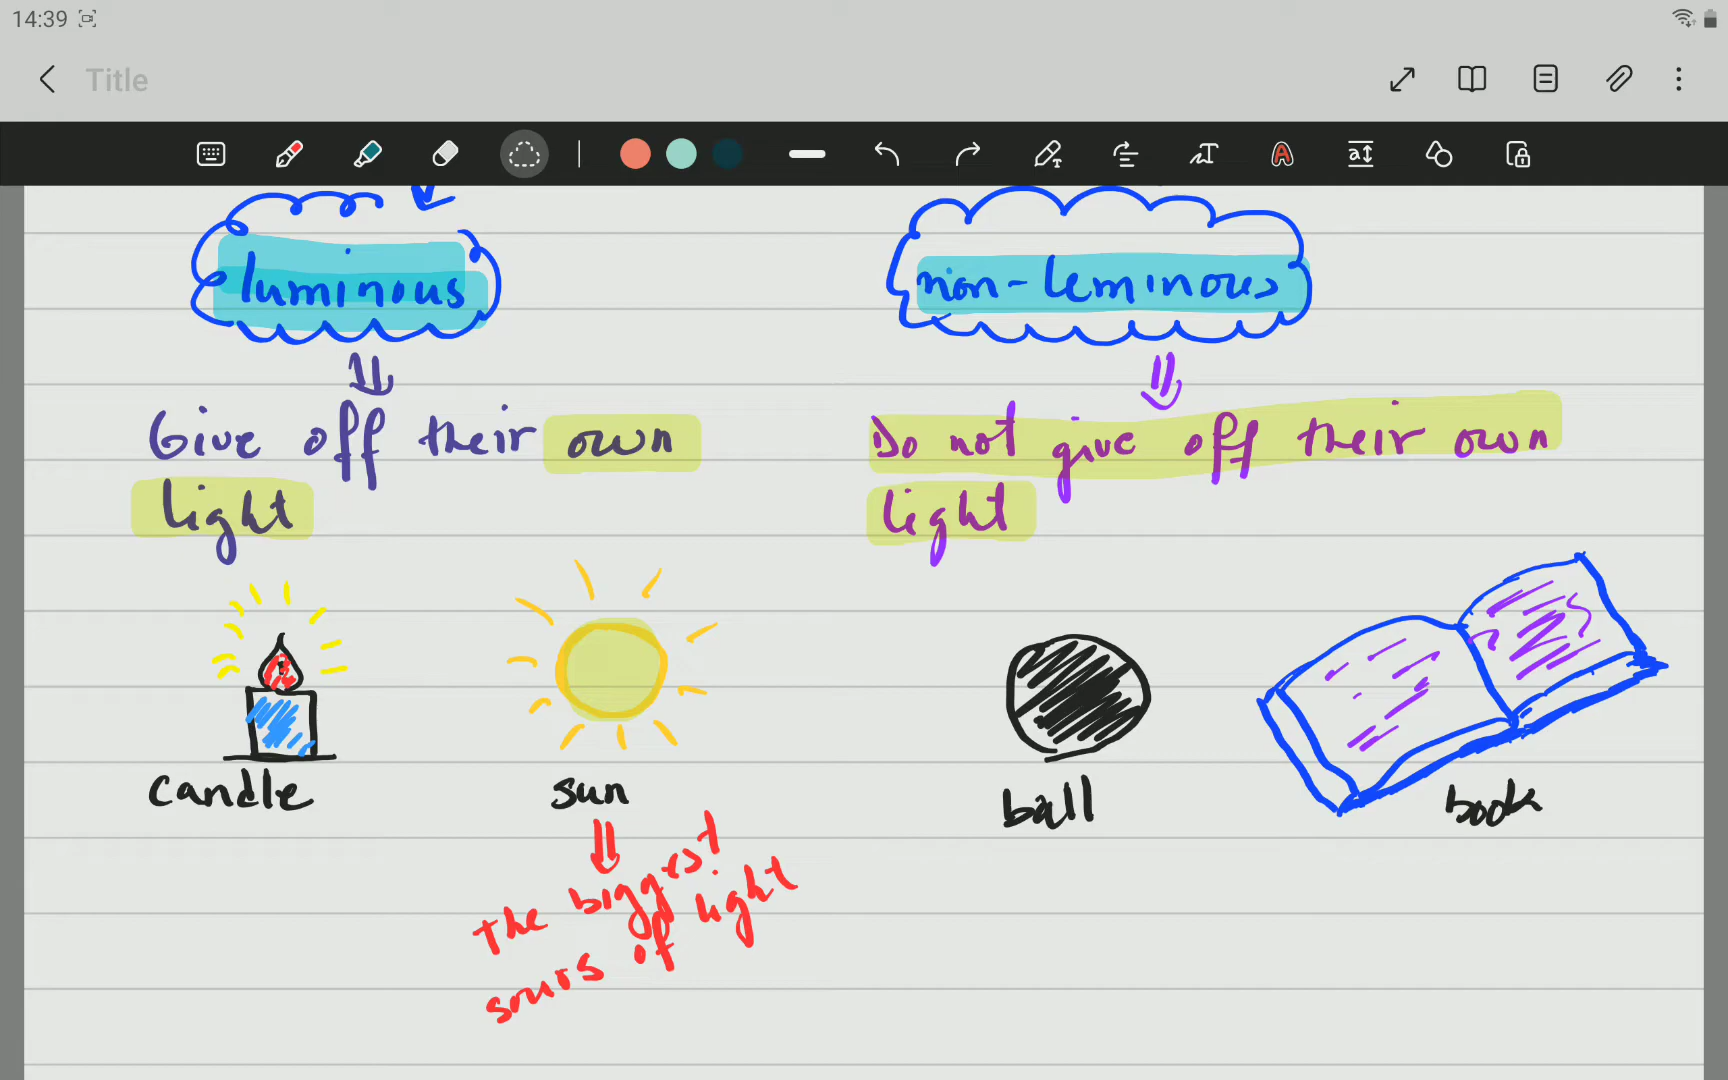 14:39
Title
luminous
non-leminous
Give off their own
light
Do not give off their own
light
candle
sun
ball
book
the biggest
sours of light